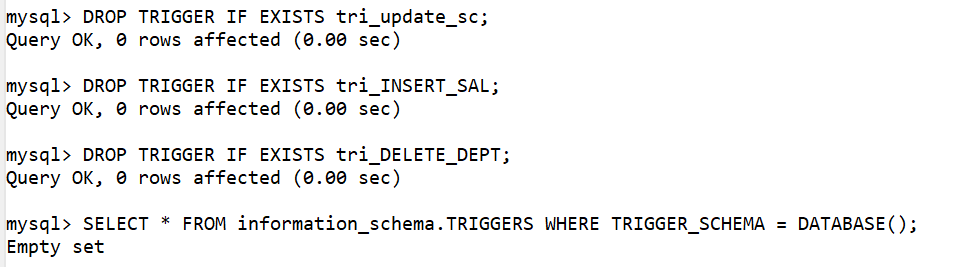 mysql> DROP TRIGGER IF EXISTS tri_update_sc;
Query OK, 0 rows affected (0.00 sec)
mysql> DROP TRIGGER IF EXISTS tri_INSERT_SAL;
Query OK, 0 rows affected (0.00 sec)
mysql> DROP TRIGGER IF EXISTS tri_DELETE_DEPT;
Query OK, 0 rows affected (0.00 sec)
mysql> SELECT * FROM information_schema.TRIGGERS WHERE TRIGGER_SCHEMA = DATABASE();
Empty set